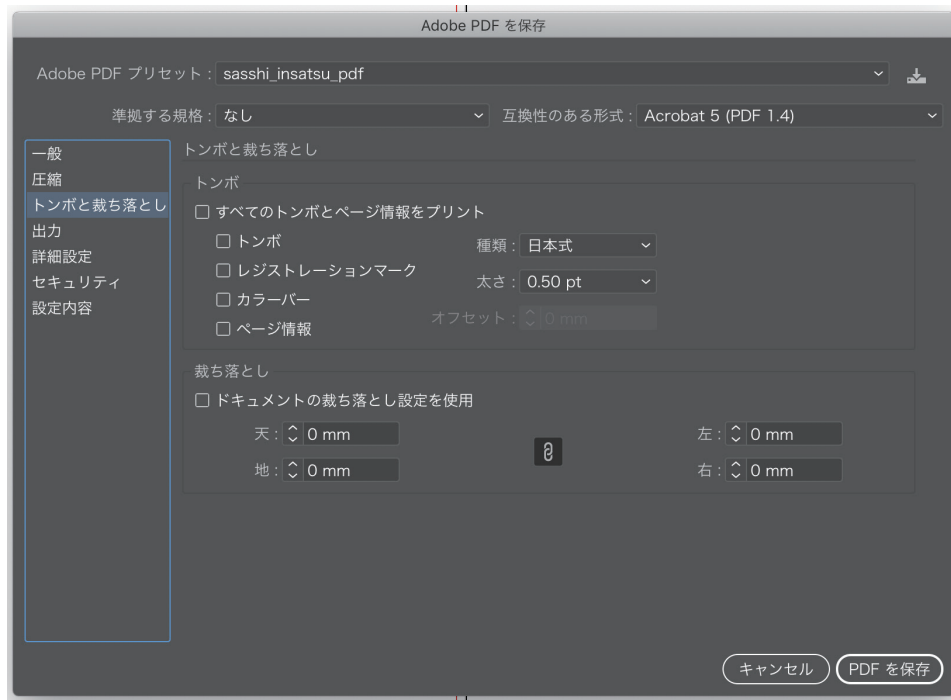 Adobe PDF を保存
Adobe PDF プリセット : sasshi_insatsu_pdf
準拠する規格 : なし 互換性のある形式 : Acrobat 5 (PDF 1.4)
一般
圧縮
トンボと裁ち落とし
出力
詳細設定
セキュリティ
設定内容
トンボと裁ち落とし
トンボ
すべてのトンボとページ情報をプリント
トンボ 種類 : 日本式
レジストレーションマーク 太さ : 0.50 pt
カラーバー
オフセット : 0 mm
ページ情報
裁ち落とし
ドキュメントの裁ち落とし設定を使用
天 : 0 mm 左 : 0 mm
地 : 0 mm 右 : 0 mm
キャンセル PDF を保存